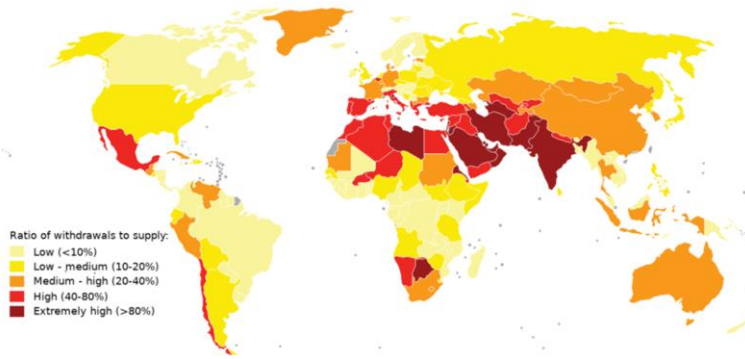 Ratio of withdrawals to supply:
Low (<10%)
Low - medium (10-20%)
Medium - high (20-40%)
High (40-80%)
Extremely high (>80%)